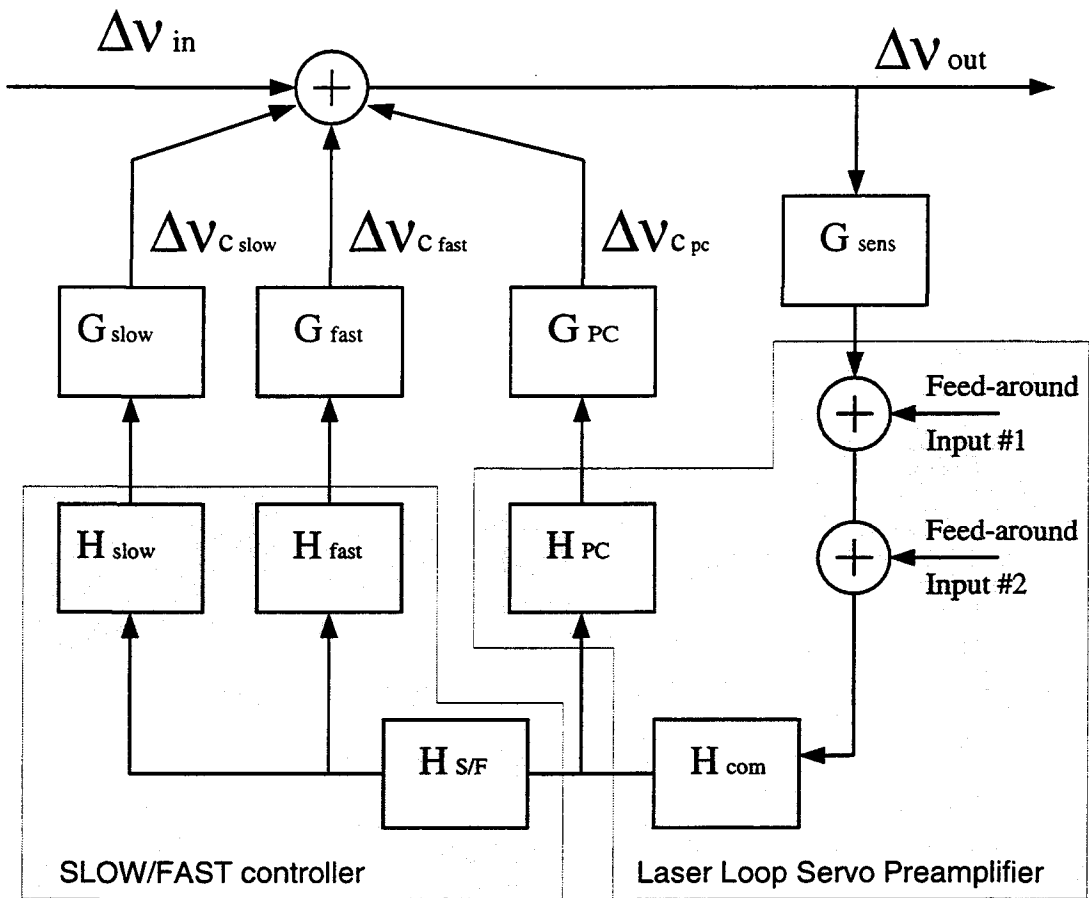 Δν in
Δν out
Δν C slow
Δν C fast
Δν C pc
G sens
G slow
G fast
G PC
+
+
Feed-around
Input #1
H slow
H fast
H PC
+
Feed-around
Input #2
H S/F
H com
SLOW/FAST controller
Laser Loop Servo Preamplifier